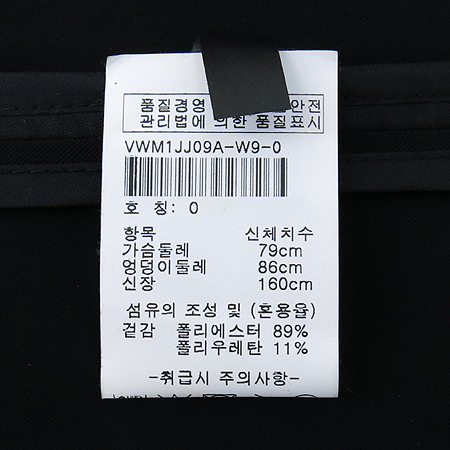 품질경영 안전
관리법에 의한 품질표시
VWM1JJ09A-W9-0
호 칭: 0
항목 신체치수
가슴둘레 79cm
엉덩이둘레 86cm
신장 160cm
섬유의 조성 및 (혼용율)
겉감 폴리에스터 89%
폴리우레탄 11%
-취급시 주의사항-